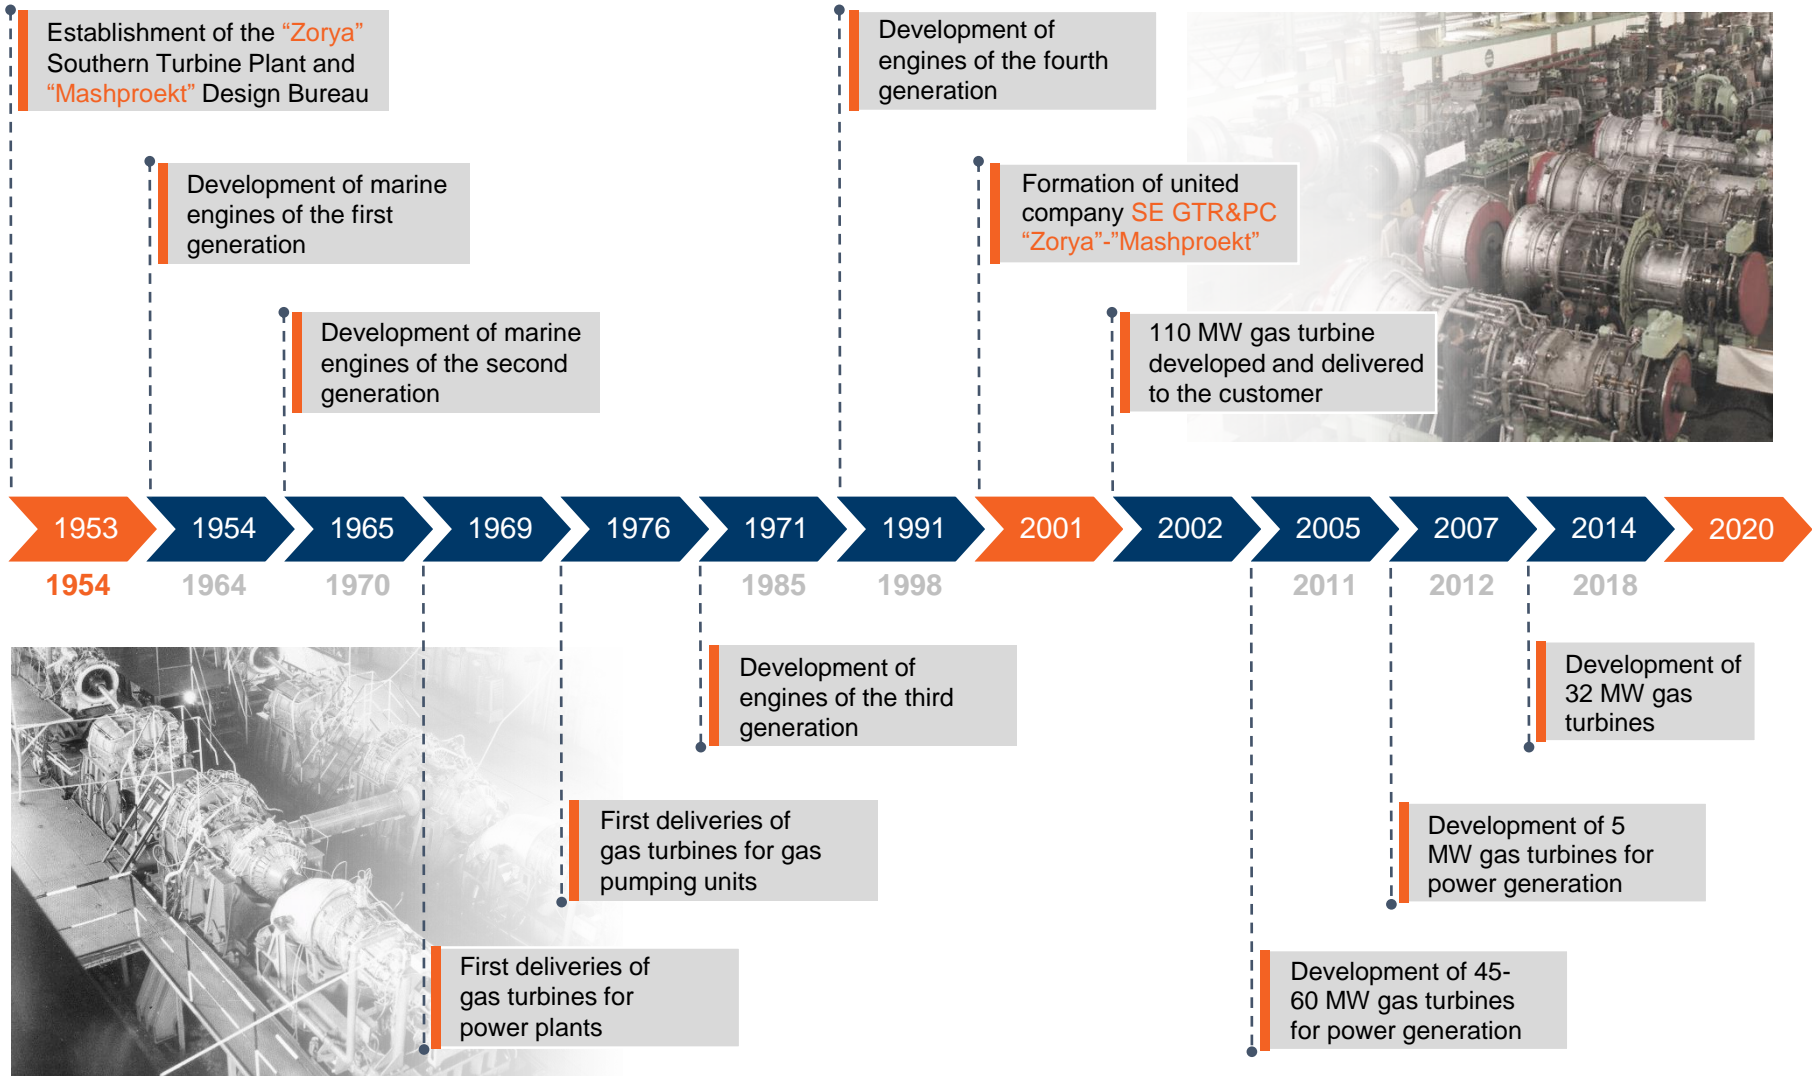 Establishment of the “Zorya”
Southern Turbine Plant and
“Mashproekt” Design Bureau
Development of marine
engines of the first
generation
Development of marine
engines of the second
generation
Development of
engines of the fourth
generation
Formation of united
company SE GTR&PC
“Zorya”-”Mashproekt”
110 MW gas turbine
developed and delivered
to the customer
1953 1954 1965 1969 1976 1971 1991 2001 2002 2005 2007 2014 2020
1954 1964 1970 1985 1998 2011 2012 2018
Development of
engines of the third
generation
First deliveries of
gas turbines for gas
pumping units
First deliveries of
gas turbines for
power plants
Development of
32 MW gas
turbines
Development of 5
MW gas turbines for
power generation
Development of 45-
60 MW gas turbines
for power generation